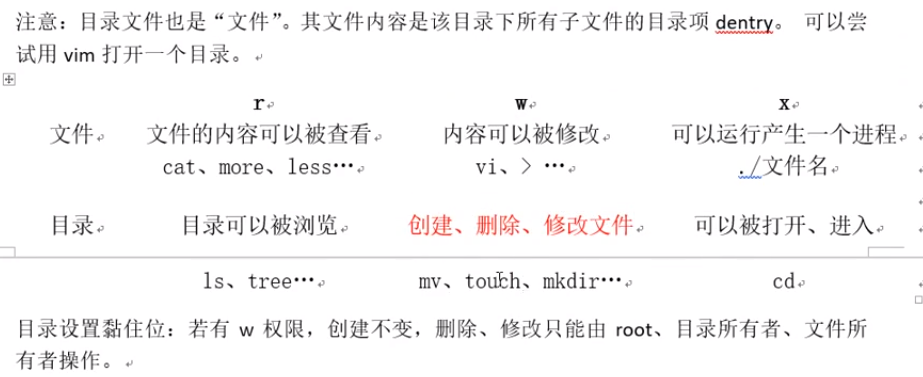 注意：目录文件也是“文件”。其文件内容是该目录下所有子文件的目录项 dentry。 可以尝
试用 vim 打开一个目录。
r w x
文件 文件的内容可以被查看 内容可以被修改 可以运行产生一个进程
cat、more、less… vi、> … ./文件名
目录 目录可以被浏览 创建、删除、修改文件 可以被打开、进入
ls、tree… mv、touch、mkdir… cd
目录设置黏住位：若有 w 权限，创建不变，删除、修改只能由 root、目录所有者、文件所
有者操作。